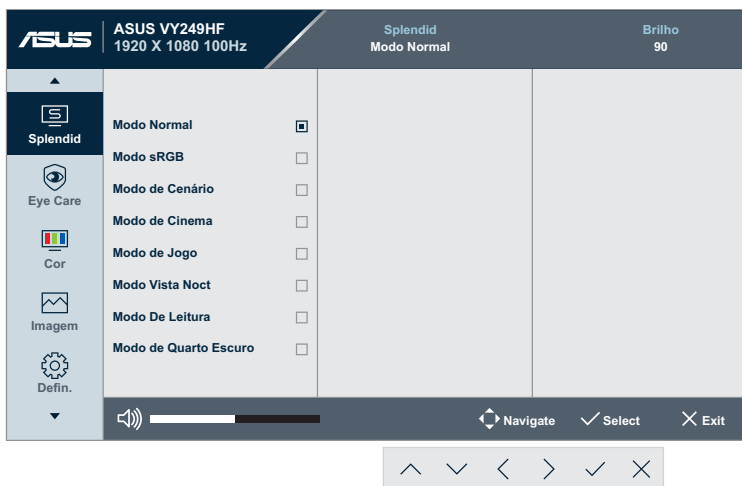 ASUS
ASUS VY249HF
1920 X 1080 100Hz
Splendid
Modo Normal
Brilho
90
Splendid
Eye Care
Cor
Imagem
Defin.
Modo Normal
Modo sRGB
Modo de Cenário
Modo de Cinema
Modo de Jogo
Modo Vista Noct
Modo De Leitura
Modo de Quarto Escuro
Navigate
Select
Exit